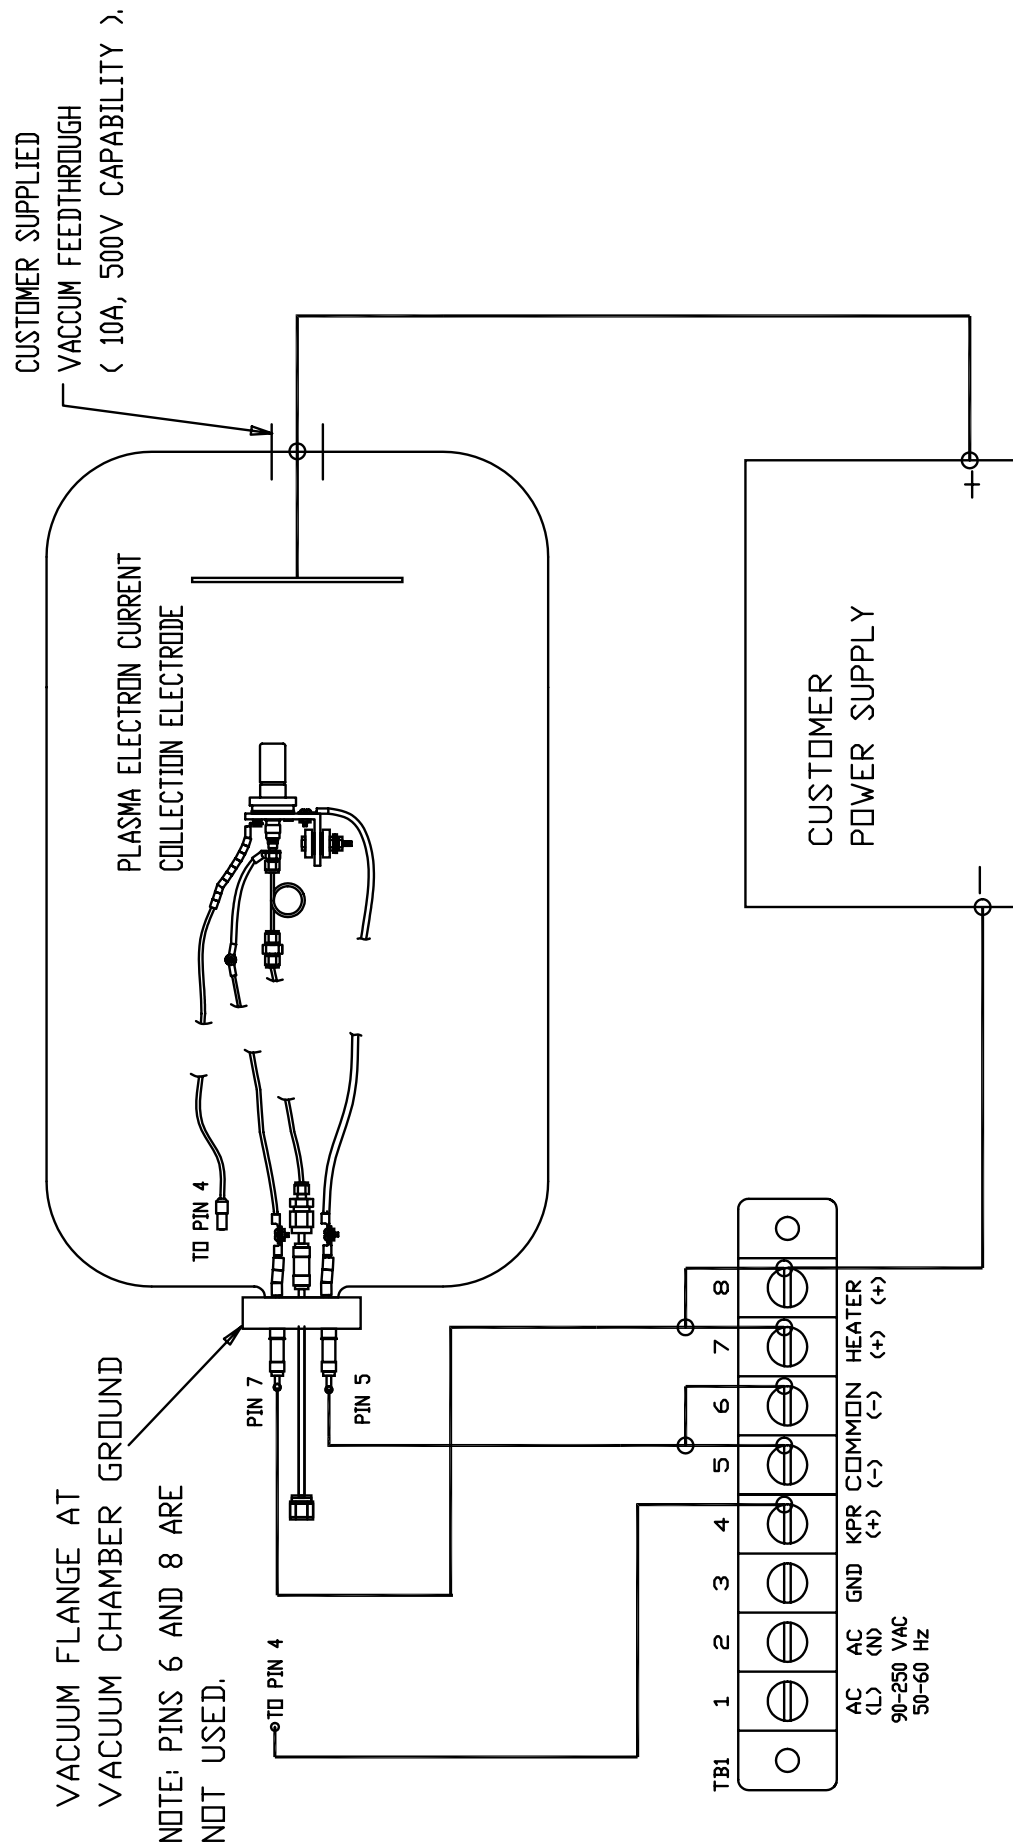 CUSTOMER SUPPLIED
VACCUM FEEDTHROUGH
( 10A, 500V CAPABILITY ).
PLASMA ELECTRON CURRENT
COLLECTION ELECTRODE
TO PIN 4
PIN 7
PIN 5
VACUUM FLANGE AT
VACUUM CHAMBER GROUND
NOTE: PINS 6 AND 8 ARE
NOT USED.
TO PIN 4
CUSTOMER
POWER SUPPLY
+
—
TB1 1 2 3 4 5 6 7 8
AC AC GND KPR COMMON HEATER
(L) (N) (+) (-) (-) (+) (+)
90-250 VAC
50-60 Hz